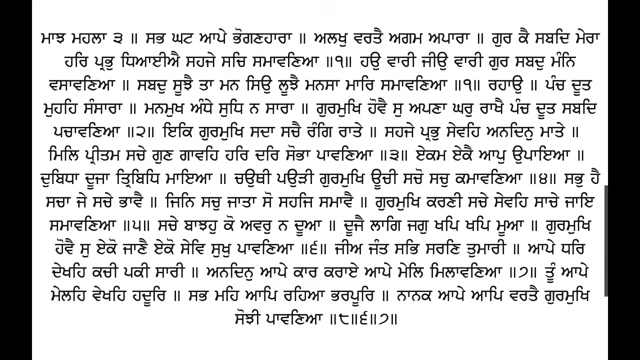 ਮਾਝ ਮਹਲਾ ੩ ॥ ਸਭ ਘਟ ਆਪੇ ਭੋਗਣਹਾਰਾ ॥ ਅਲਖੁ ਵਰਤੈ ਅਗਮ ਅਪਾਰਾ ॥ ਗੁਰ ਕੈ ਸਬਦਿ ਮੇਰਾ
ਹਰਿ ਪ੍ਰਭੁ ਧਿਆਈਐ ਸਹਜੇ ਸਚਿ ਸਮਾਵਣਿਆ ॥੧॥ ਹਉ ਵਾਰੀ ਜੀਉ ਵਾਰੀ ਗੁਰ ਸਬਦੁ ਮੰਨਿ
ਵਸਾਵਣਿਆ ॥ ਸਬਦੁ ਸੂਝੈ ਤਾ ਮਨ ਸਿਉ ਲੂਝੈ ਮਨਸਾ ਮਾਰਿ ਸਮਾਵਣਿਆ ॥੧॥ ਰਹਾਉ ॥ ਪੰਚ ਦੂਤ
ਮੁਹਹਿ ਸੰਸਾਰਾ ॥ ਮਨਮੁਖ ਅੰਧੇ ਸੁਧਿ ਨ ਸਾਰਾ ॥ ਗੁਰਮੁਖਿ ਹੋਵੈ ਸੁ ਅਪਣਾ ਘਰੁ ਰਾਖੈ ਪੰਚ ਦੂਤ ਸਬਦਿ
ਪਚਾਵਣਿਆ ॥੨॥ ਇਕਿ ਗੁਰਮੁਖਿ ਸਦਾ ਸਚੈ ਰੰਗਿ ਰਾਤੇ ॥ ਸਹਜੇ ਪ੍ਰਭੁ ਸੇਵਹਿ ਅਨਦਿਨੁ ਮਾਤੇ ॥
ਮਿਲਿ ਪ੍ਰੀਤਮ ਸਚੇ ਗੁਣ ਗਾਵਹਿ ਹਰਿ ਦਰਿ ਸੋਭਾ ਪਾਵਣਿਆ ॥੩॥ ਏਕਮ ਏਕੈ ਆਪੁ ਉਪਾਇਆ ॥
ਦੁਬਿਧਾ ਦੂਜਾ ਤ੍ਰਿਬਿਧਿ ਮਾਇਆ ॥ ਚਉਥੀ ਪਉੜੀ ਗੁਰਮੁਖਿ ਊਚੀ ਸਚੋ ਸਚੁ ਕਮਾਵਣਿਆ ॥੪॥ ਸਭੁ ਹੈ
ਸਚਾ ਜੇ ਸਚੇ ਭਾਵੈ ॥ ਜਿਨਿ ਸਚੁ ਜਾਤਾ ਸੋ ਸਹਜਿ ਸਮਾਵੈ ॥ ਗੁਰਮੁਖਿ ਕਰਣੀ ਸਚੇ ਸੇਵਹਿ ਸਾਚੇ ਜਾਇ
ਸਮਾਵਣਿਆ ॥੫॥ ਸਚੇ ਬਾਝਹੁ ਕੋ ਅਵਰੁ ਨ ਦੂਆ ॥ ਦੂਜੈ ਲਾਗਿ ਜਗੁ ਖਪਿ ਖਪਿ ਮੂਆ ॥ ਗੁਰਮੁਖਿ
ਹੋਵੈ ਸੁ ਏਕੋ ਜਾਣੈ ਏਕੋ ਸੇਵਿ ਸੁਖੁ ਪਾਵਣਿਆ ॥੬॥ ਜੀਅ ਜੰਤ ਸਭਿ ਸਰਣਿ ਤੁਮਾਰੀ ॥ ਆਪੇ ਧਰਿ
ਦੇਖਹਿ ਕਚੀ ਪਕੀ ਸਾਰੀ ॥ ਅਨਦਿਨੁ ਆਪੇ ਕਾਰ ਕਰਾਏ ਆਪੇ ਮੇਲਿ ਮਿਲਾਵਣਿਆ ॥੭॥ ਤੂੰ ਆਪੇ
ਮੇਲਹਿ ਵੇਖਹਿ ਹਦੂਰਿ ॥ ਸਭ ਮਹਿ ਆਪਿ ਰਹਿਆ ਭਰਪੂਰਿ ॥ ਨਾਨਕ ਆਪੇ ਆਪਿ ਵਰਤੈ ਗੁਰਮੁਖਿ
ਸੋਝੀ ਪਾਵਣਿਆ ॥੮॥੬॥੭॥